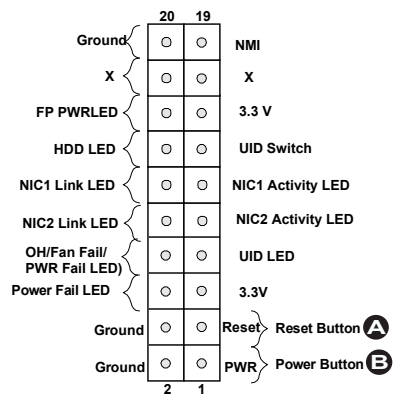 20 19
Ground NMI
X X
FP PWRLED 3.3 V
HDD LED UID Switch
NIC1 Link LED NIC1 Activity LED
NIC2 Link LED NIC2 Activity LED
OH/Fan Fail/
PWR Fail LED) UID LED
Power Fail LED 3.3V
Ground Reset Reset Button A
Ground PWR Power Button B
2 1